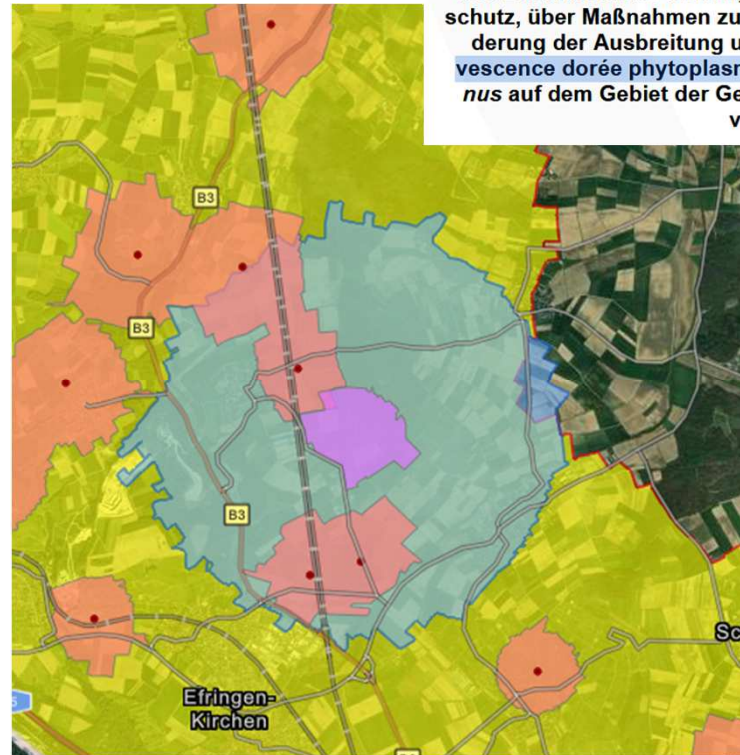 schutz, über Maßnahmen zu
derung der Ausbreitung u
vescence dorée phytoplasm
nus auf dem Gebiet der Ge
v
B3
B3
B3
Efringen-
Kirchen
Sc